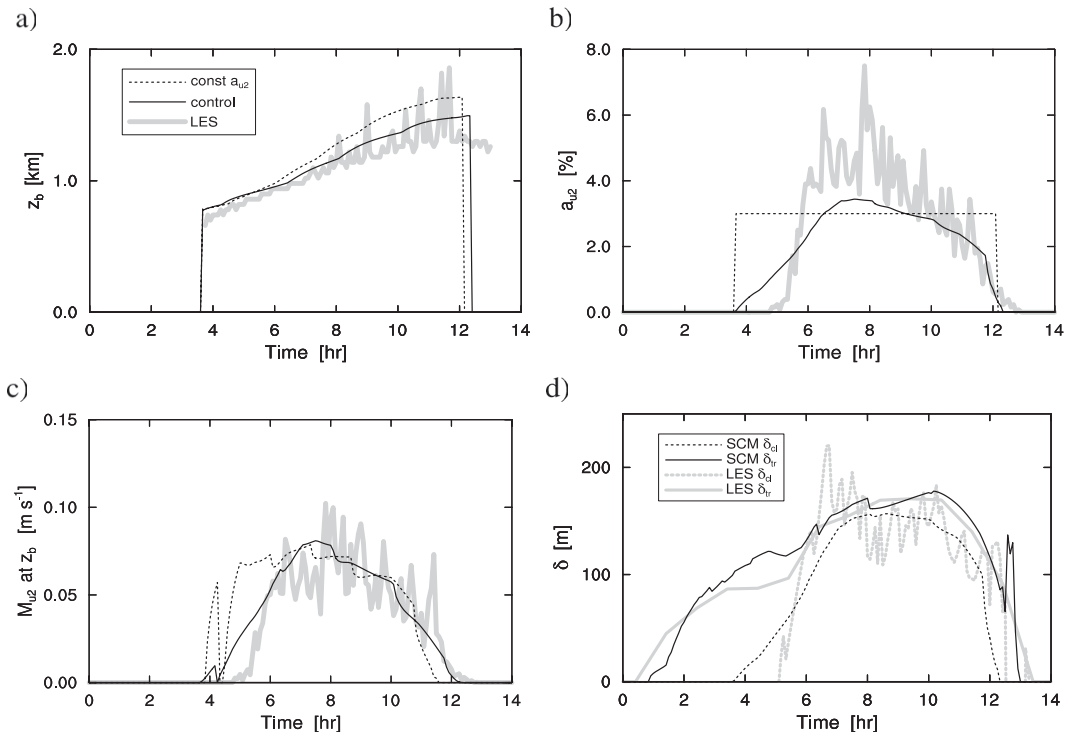 a)
2.0
1.0
0.0
z_b [km]
const a_u2
control
LES
0 2 4 6 8 10 12 14
Time [hr]
b)
8.0
6.0
4.0
2.0
0.0
a_u2 [%]
0 2 4 6 8 10 12 14
Time [hr]
c)
0.15
0.10
0.05
0.00
M_u2 at z_b [m s⁻¹]
0 2 4 6 8 10 12 14
Time [hr]
d)
200
100
0
δ [m]
SCM δ_cl
SCM δ_tr
LES δ_cl
LES δ_tr
0 2 4 6 8 10 12 14
Time [hr]